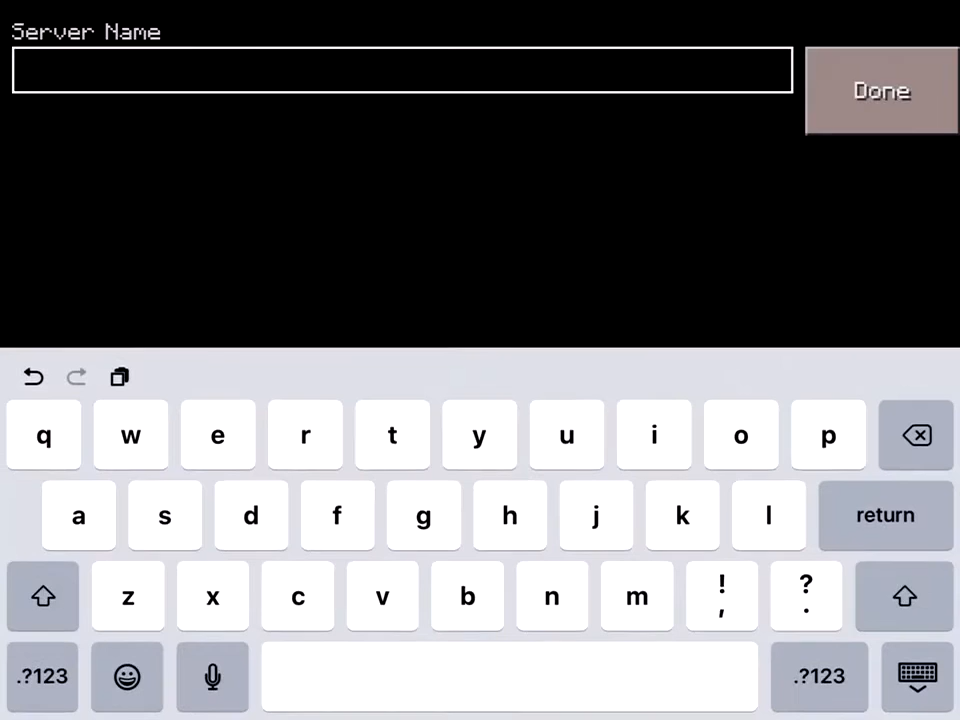 Server Name
Done
q w e r t y u i o p
a s d f g h j k l return
z x c v b n m ! , ? .
.?123 .?123